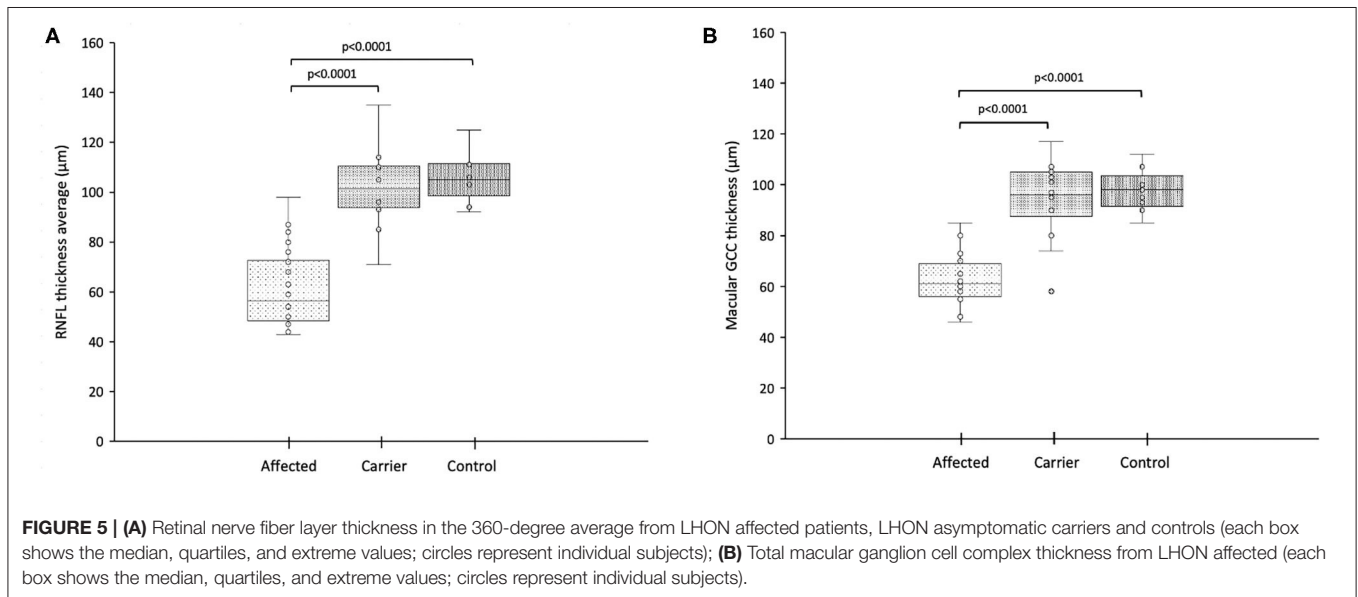 A
160
140
120
100
80
60
40
20
0
RNFL thickness average (µm)
p<0.0001
p<0.0001
Affected
Carrier
Control
B
160
140
120
100
80
60
40
20
0
Macular GCC thickness (µm)
p<0.0001
p<0.0001
Affected
Carrier
Control
FIGURE 5 | (A) Retinal nerve fiber layer thickness in the 360-degree average from LHON affected patients, LHON asymptomatic carriers and controls (each box
shows the median, quartiles, and extreme values; circles represent individual subjects); (B) Total macular ganglion cell complex thickness from LHON affected (each
box shows the median, quartiles, and extreme values; circles represent individual subjects).